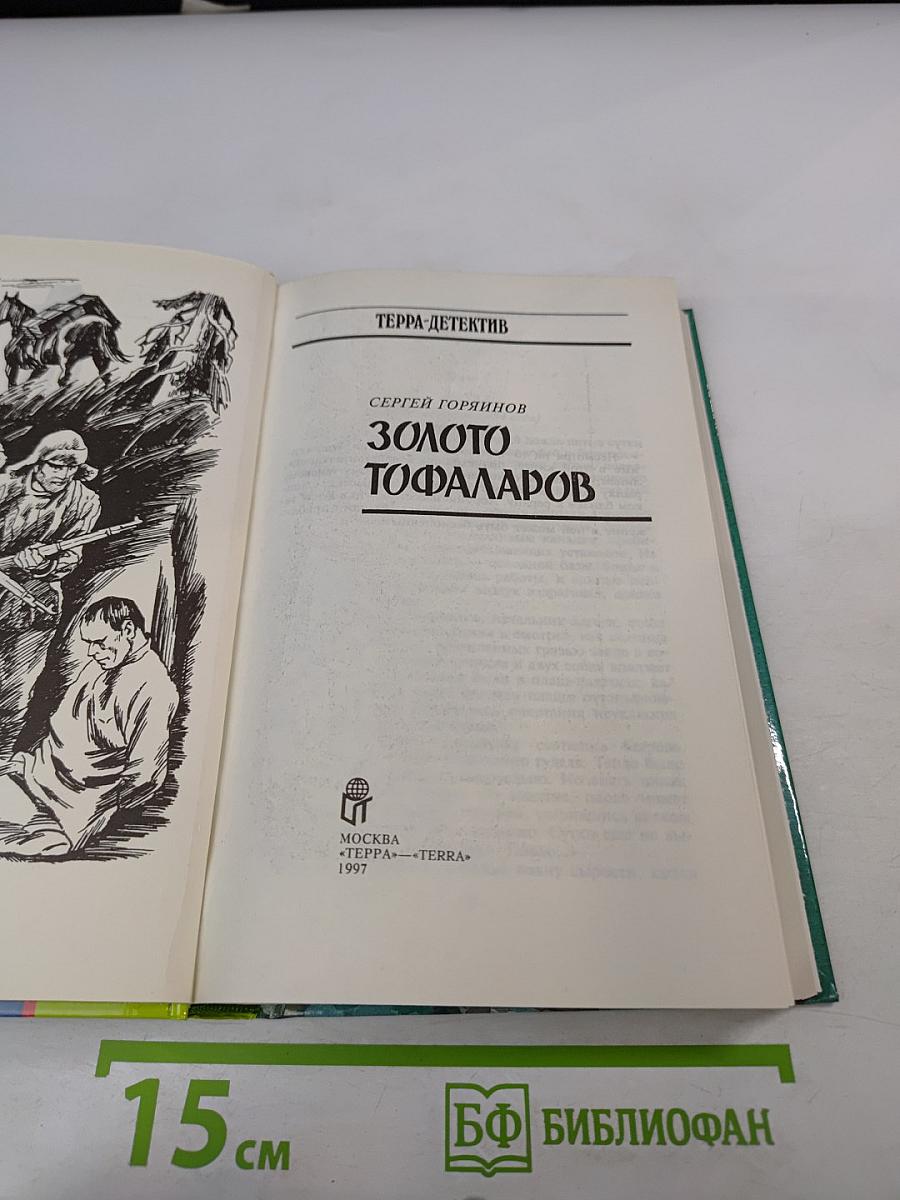 ТЕРРА-ДЕТЕКТИВ
СЕРГЕЙ ГОРЯИНОВ
ЗОЛОТО
ТОФАЛАРОВ
МОСКВА
«ТЕРРА»—«TERRA»
1997
15 см
БФ БИБЛИОФАН